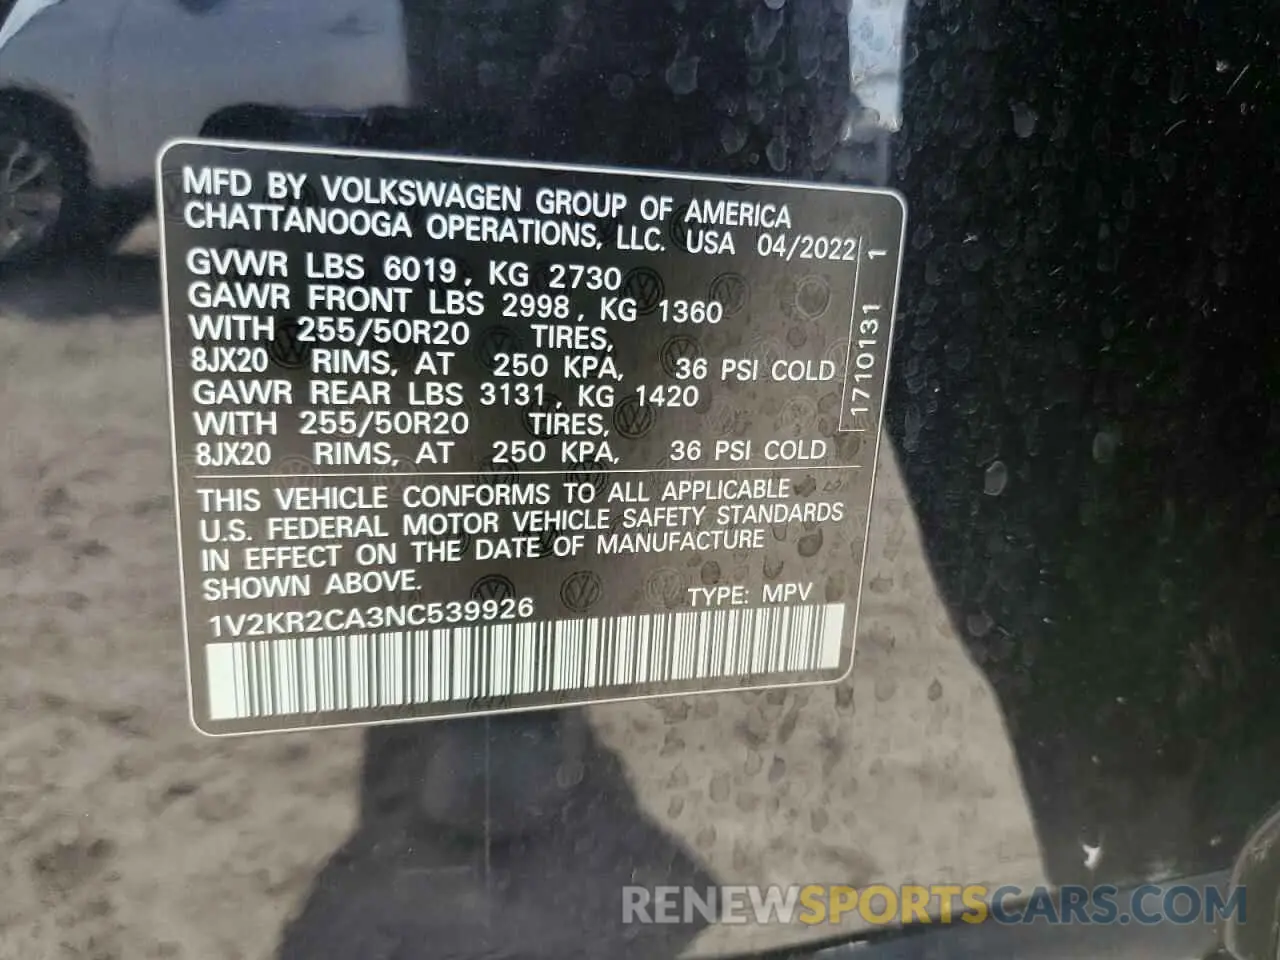 MFD BY VOLKSWAGEN GROUP OF AMERICA
CHATTANOOGA OPERATIONS, LLC. USA 04/2022
GVWR LBS 6019, KG 2730
GAWR FRONT LBS 2998, KG 1360
WITH 255/50R20 TIRES,
8JX20 RIMS, AT 250 KPA, 36 PSI COLD
GAWR REAR LBS 3131, KG 1420
WITH 255/50R20 TIRES,
8JX20 RIMS, AT 250 KPA, 36 PSI COLD
1710131 1
THIS VEHICLE CONFORMS TO ALL APPLICABLE
U.S. FEDERAL MOTOR VEHICLE SAFETY STANDARDS
IN EFFECT ON THE DATE OF MANUFACTURE
SHOWN ABOVE.
TYPE: MPV
1V2KR2CA3NC539926
RENEWSPORTSCARS.COM